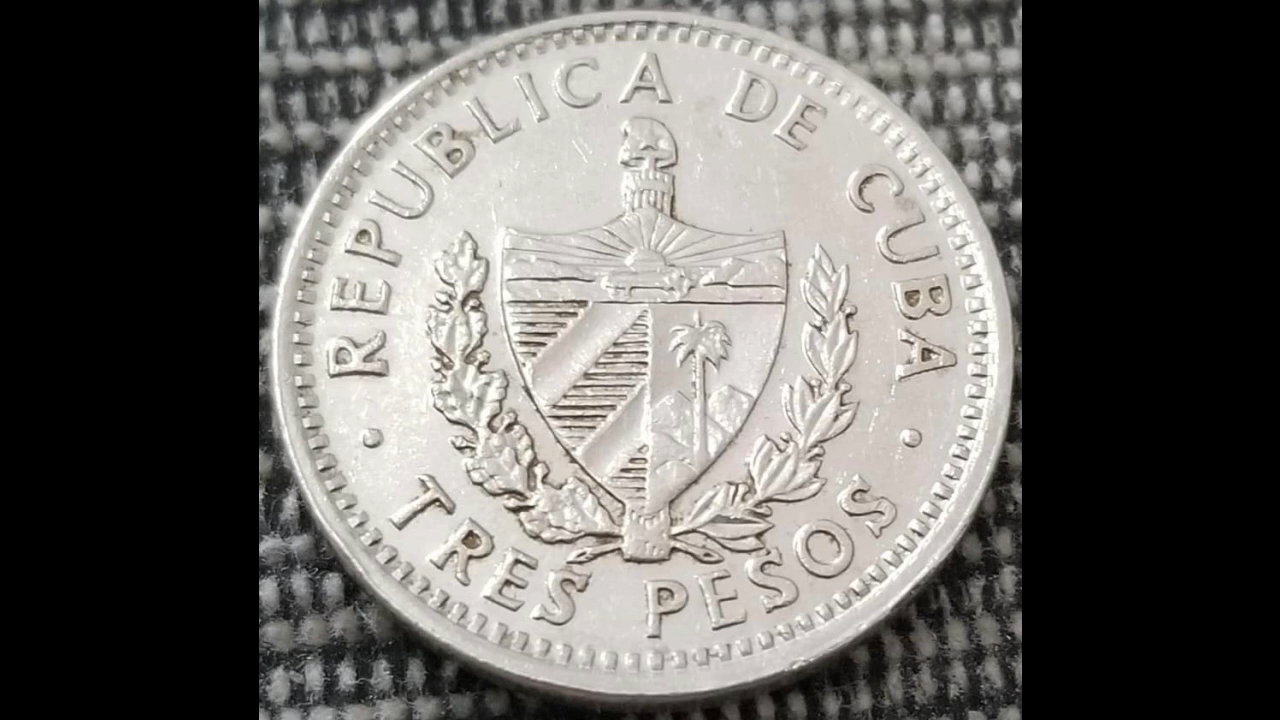 REPUBLICA DE CUBA
• TRES PESOS •